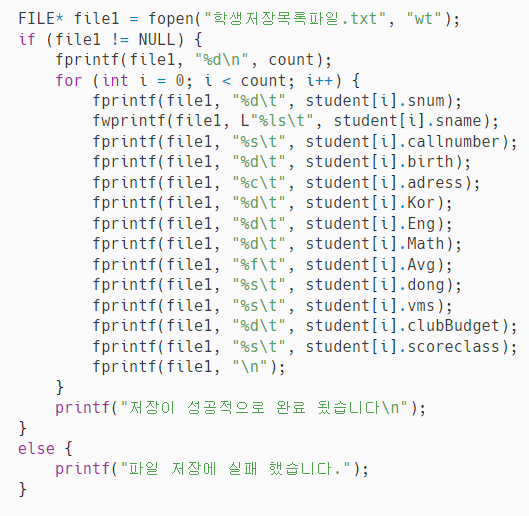 FILE* file1 = fopen("학생저장목록파일.txt", "wt");
if (file1 != NULL) {
    fprintf(file1, "%d\n", count);
    for (int i = 0; i < count; i++) {
        fprintf(file1, "%d\t", student[i].snum);
        fwprintf(file1, L"%ls\t", student[i].sname);
        fprintf(file1, "%s\t", student[i].callnumber);
        fprintf(file1, "%d\t", student[i].birth);
        fprintf(file1, "%c\t", student[i].adress);
        fprintf(file1, "%d\t", student[i].Kor);
        fprintf(file1, "%d\t", student[i].Eng);
        fprintf(file1, "%d\t", student[i].Math);
        fprintf(file1, "%f\t", student[i].Avg);
        fprintf(file1, "%s\t", student[i].dong);
        fprintf(file1, "%s\t", student[i].vms);
        fprintf(file1, "%d\t", student[i].clubBudget);
        fprintf(file1, "%s\t", student[i].scoreclass);
        fprintf(file1, "\n");
    }
    printf("저장이 성공적으로 완료 됬습니다\n");
}
else {
    printf("파일 저장에 실패 했습니다.");
}